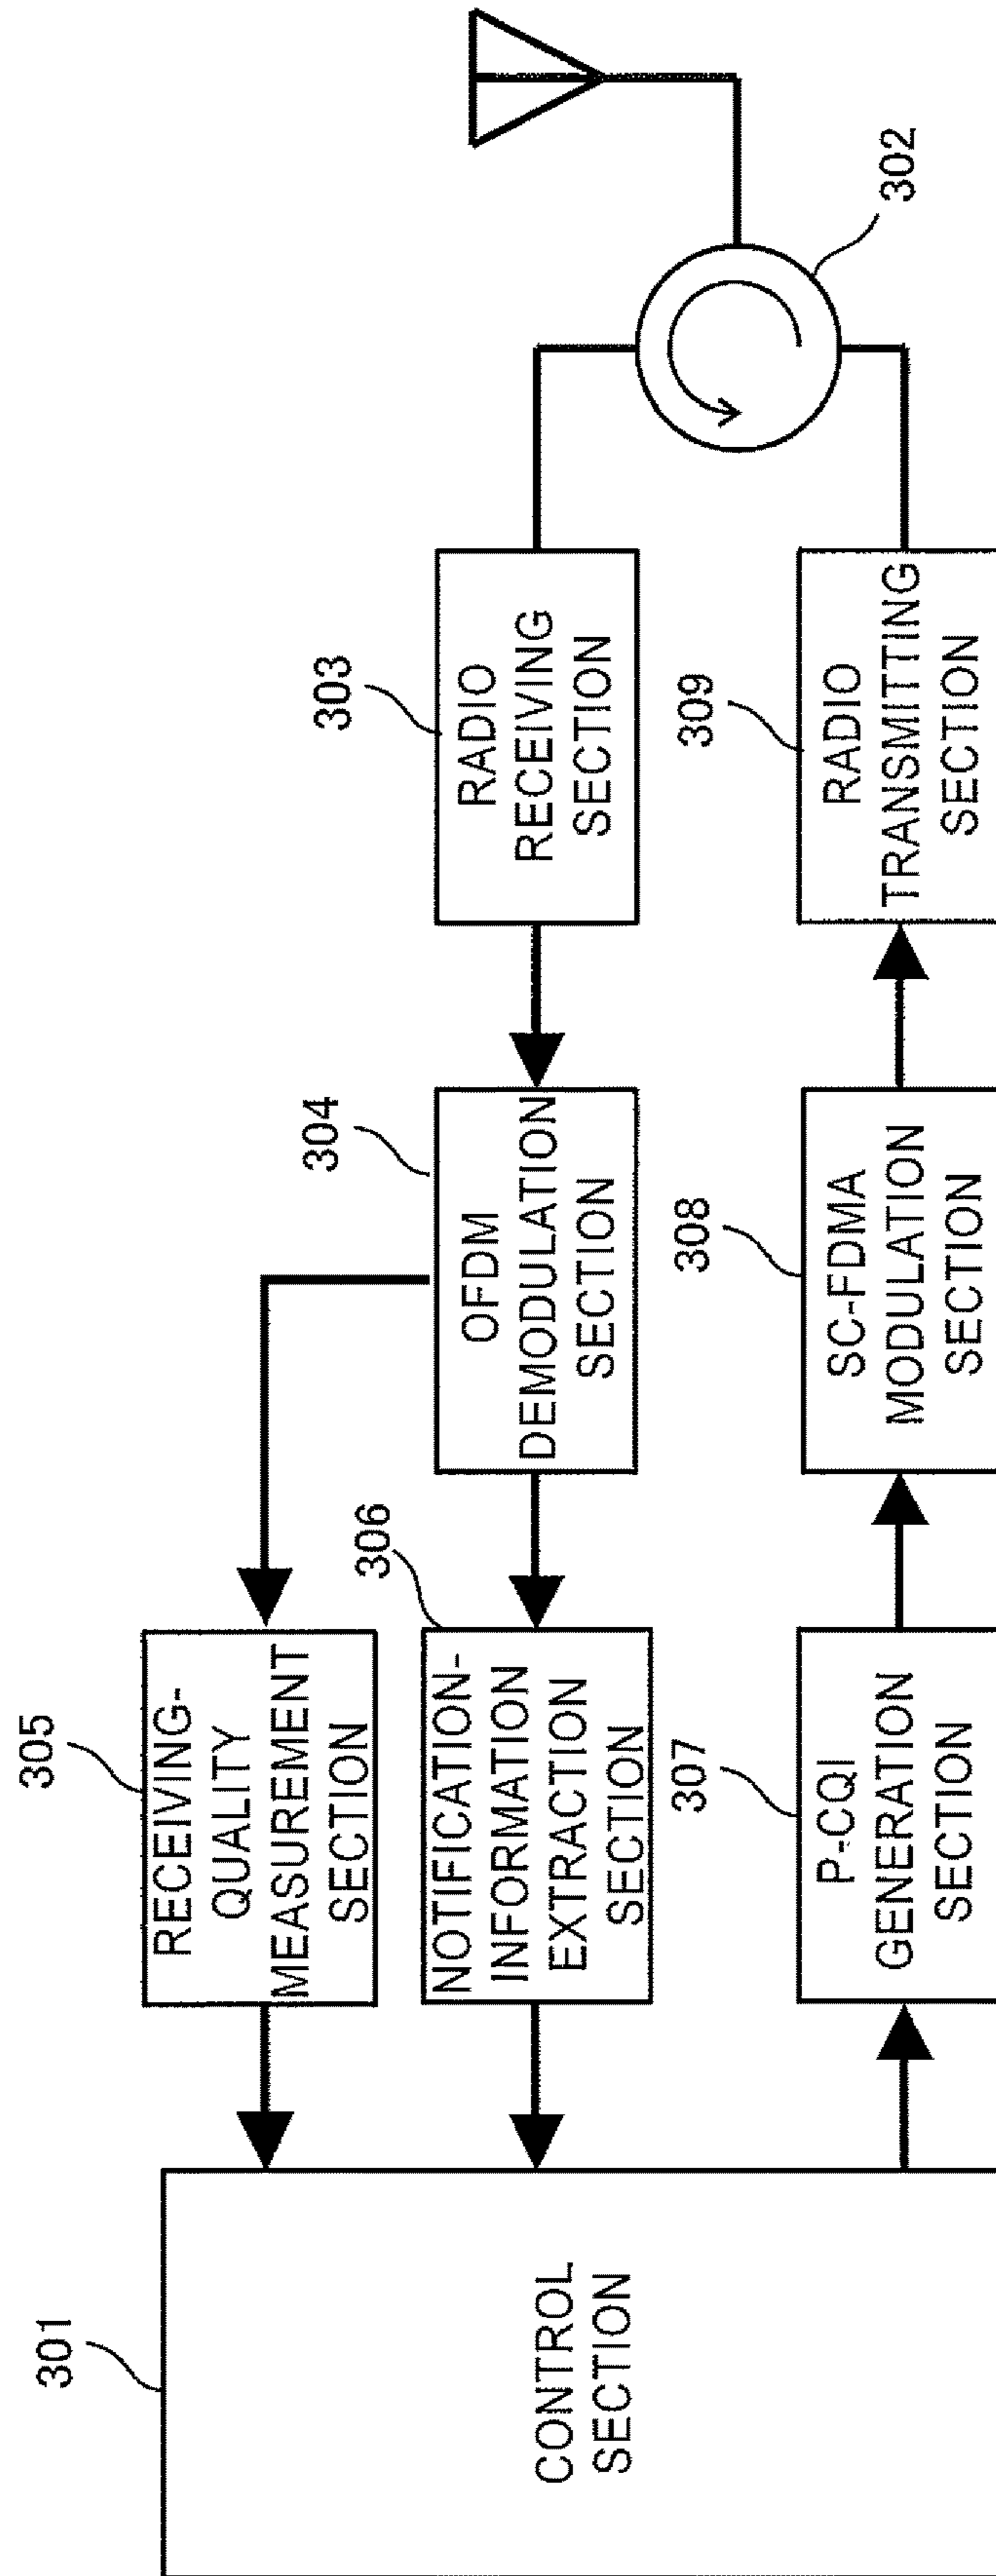 301
CONTROL
SECTION
305
RECEIVING-
QUALITY
MEASUREMENT
SECTION
306
NOTIFICATION-
INFORMATION
EXTRACTION
SECTION
307
P-CQI
GENERATION
SECTION
304
OFDM
DEMODULATION
SECTION
308
SC-FDMA
MODULATION
SECTION
303
RADIO
RECEIVING
SECTION
309
RADIO
TRANSMITTING
SECTION
302